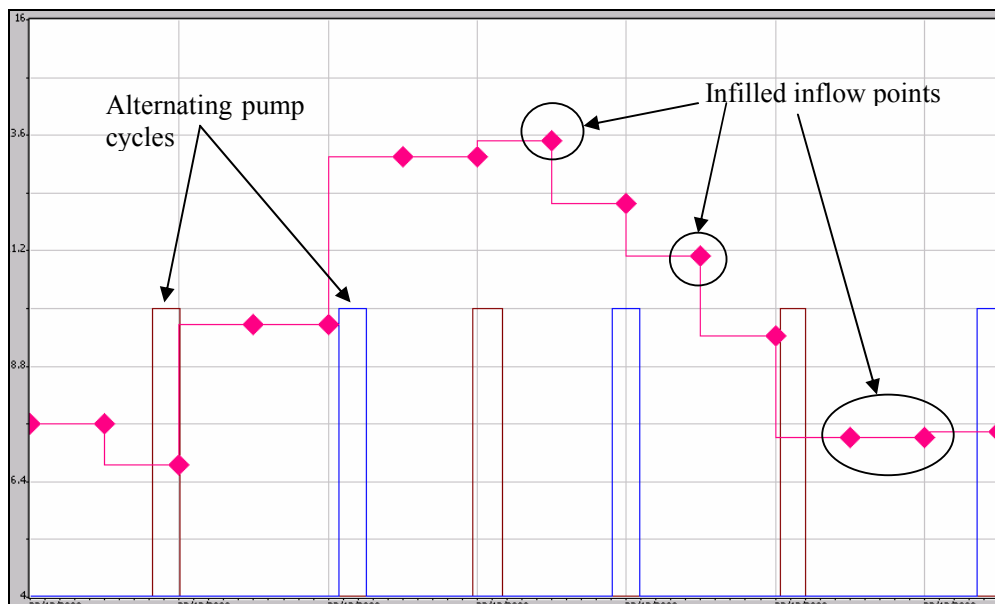 16
Infilled inflow points
Alternating pump
cycles
3.6
1.2
8.8
6.4
4